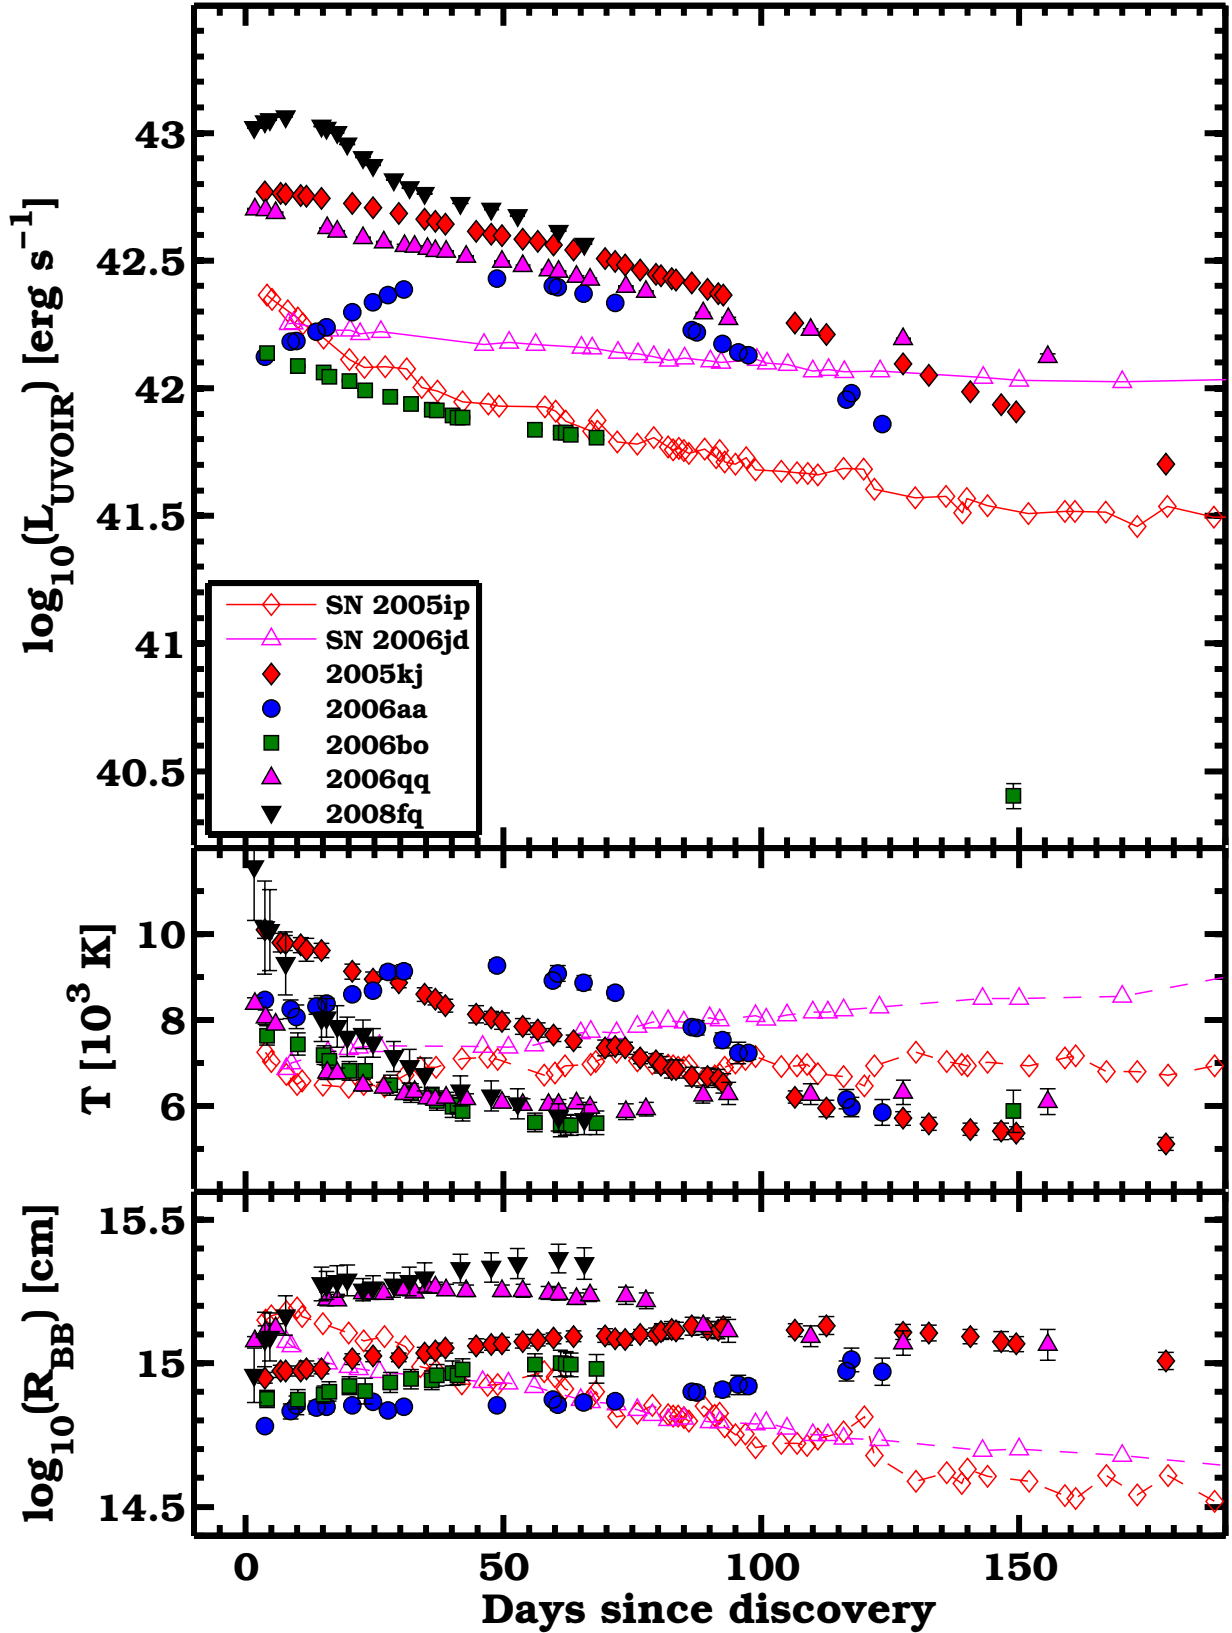 log10(LUVOIR) [erg s−1]
43
42.5
42
41.5
41
40.5
SN 2005ip
SN 2006jd
2005kj
2006aa
2006bo
2006qq
2008fq
T [10³ K]
10
8
6
log10(RBB) [cm]
15.5
15
14.5
0 50 100 150
Days since discovery